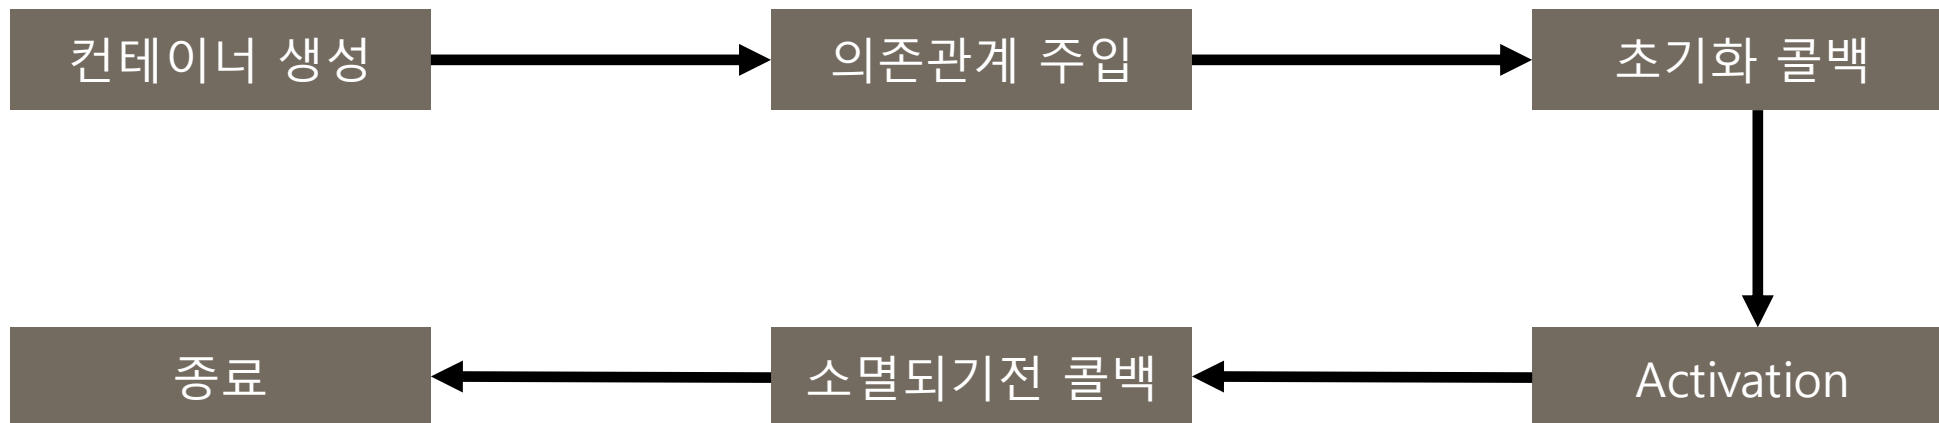 컨테이너 생성
의존관계 주입
초기화 콜백
Activation
소멸되기전 콜백
종료